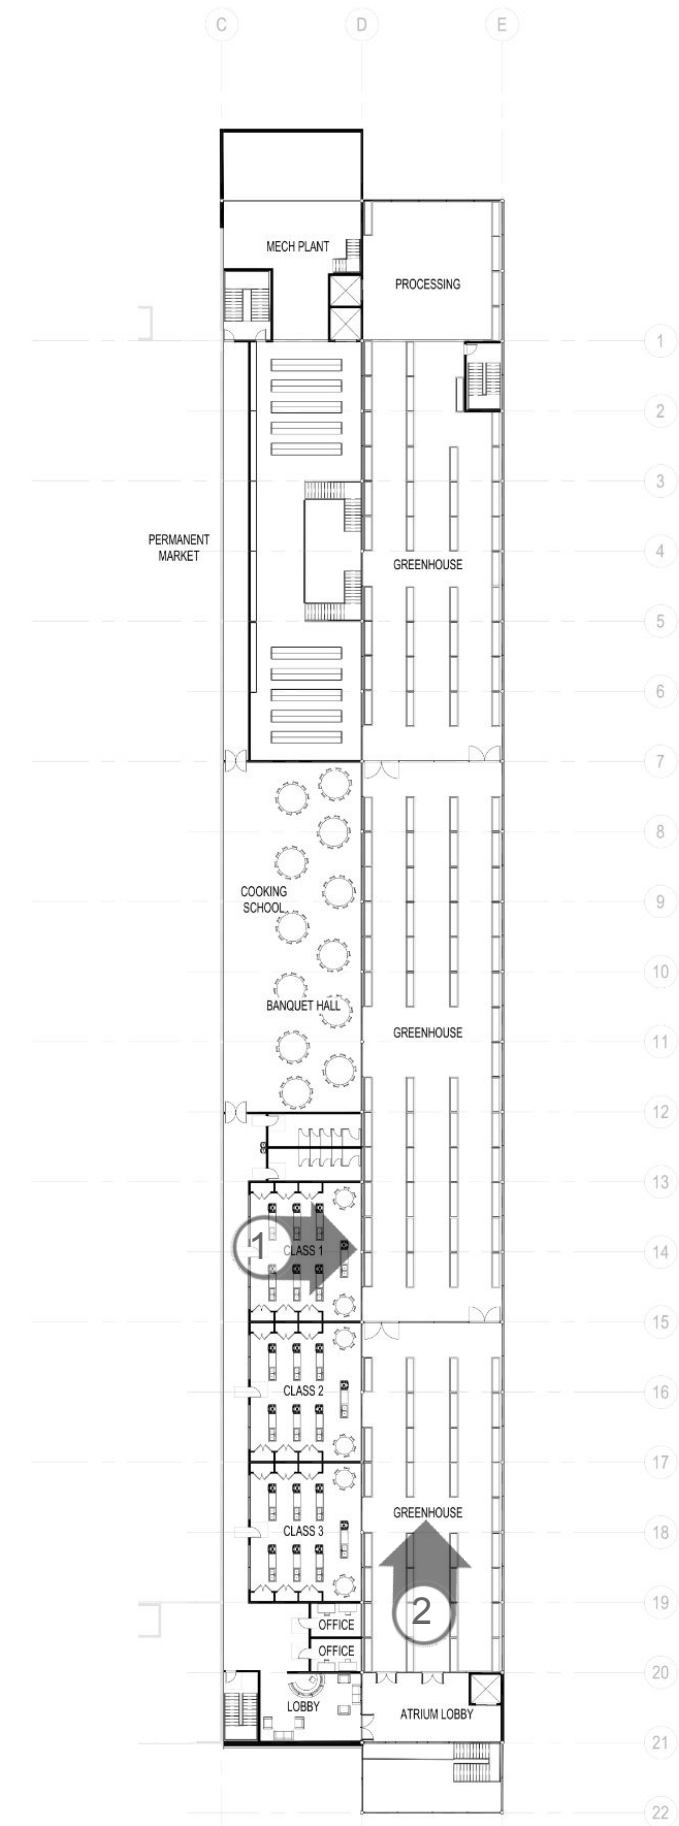 C
D
E
MECH PLANT
PROCESSING
1
2
3
PERMANENT
MARKET
4
GREENHOUSE
5
6
7
8
COOKING
SCHOOL
9
10
BANQUET HALL
GREENHOUSE
11
12
13
1
CLASS 1
14
15
CLASS 2
16
17
GREENHOUSE
CLASS 3
18
2
19
OFFICE
OFFICE
20
LOBBY
ATRIUM LOBBY
21
22